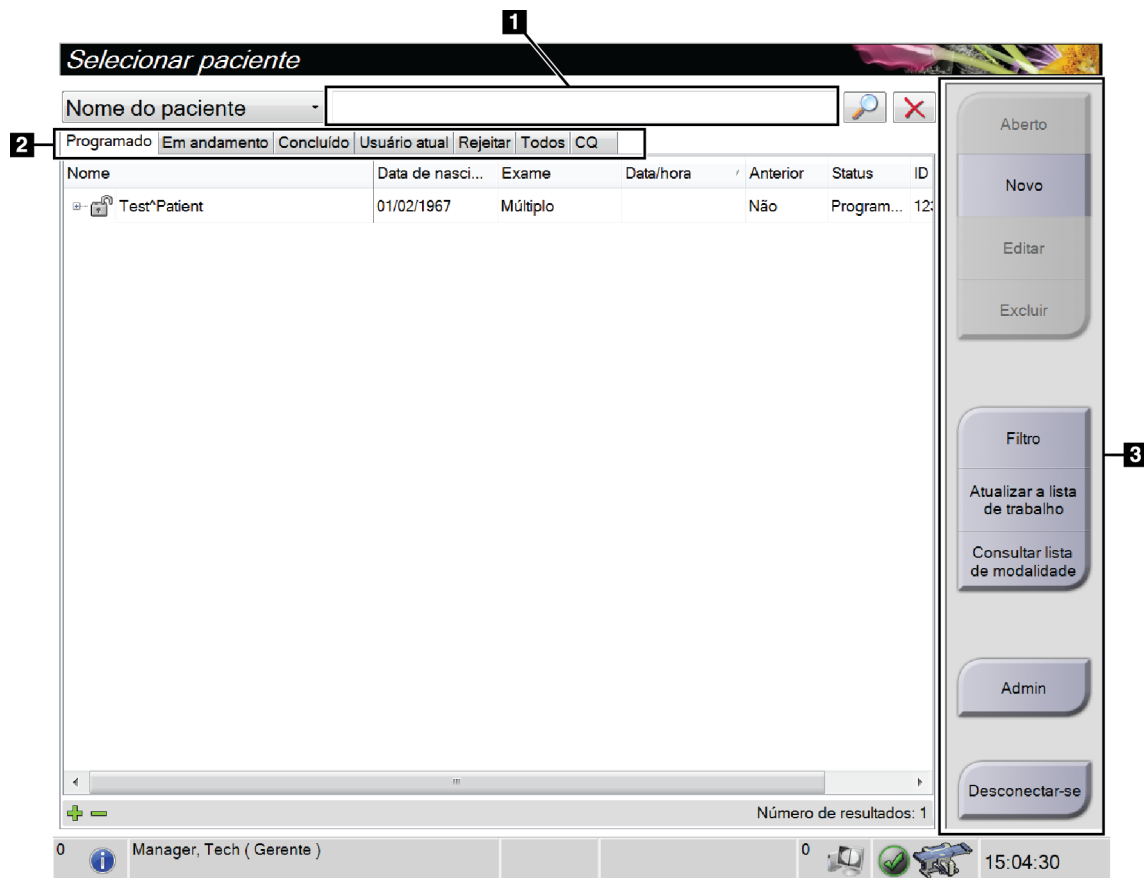 1
Selecionar paciente
Nome do paciente
2
Programado Em andamento Concluído Usuário atual Rejeitar Todos CQ
Nome Data de nasci... Exame Data/hora Anterior Status ID
Test^Patient 01/02/1967 Múltiplo Não Program... 123
Aberto
Novo
Editar
Excluir
Filtro
3
Atualizar a lista
de trabalho
Consultar lista
de modalidade
Admin
Desconectar-se
Número de resultados: 1
0 Manager, Tech ( Gerente ) 0 15:04:30